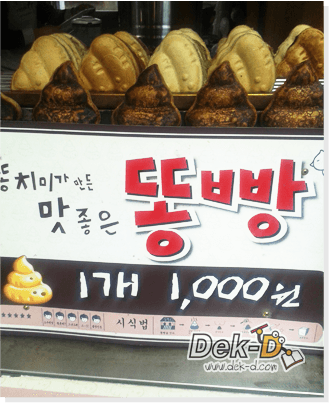 똥치미가 만든
맛좋은
똥빵
1개 1,000원
시식법
Dek-D
www.dek-d.com